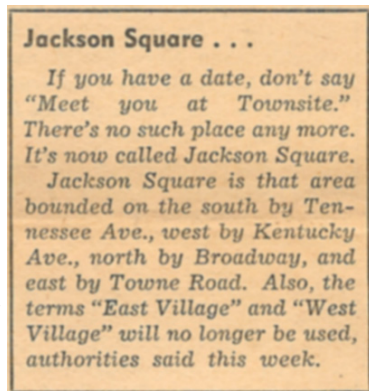 Jackson Square . . .
If you have a date, don't say
"Meet you at Townsite."
There's no such place any more.
It's now called Jackson Square.
Jackson Square is that area
bounded on the south by Ten-
nessee Ave., west by Kentucky
Ave., north by Broadway, and
east by Towne Road. Also, the
terms "East Village" and "West
Village" will no longer be used,
authorities said this week.